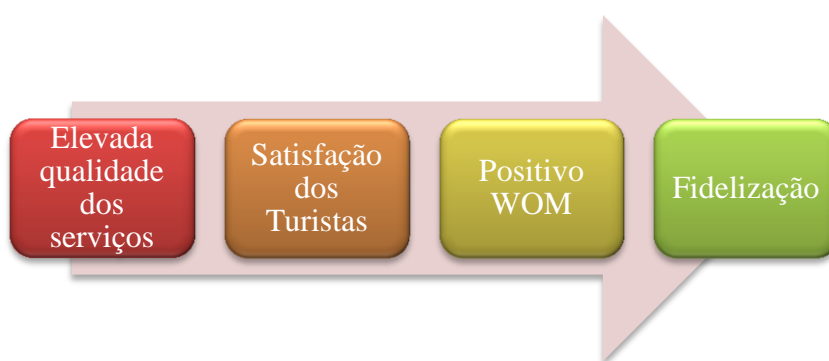 Elevada
qualidade
dos
serviços
Satisfação
dos
Turistas
Positivo
WOM
Fidelização